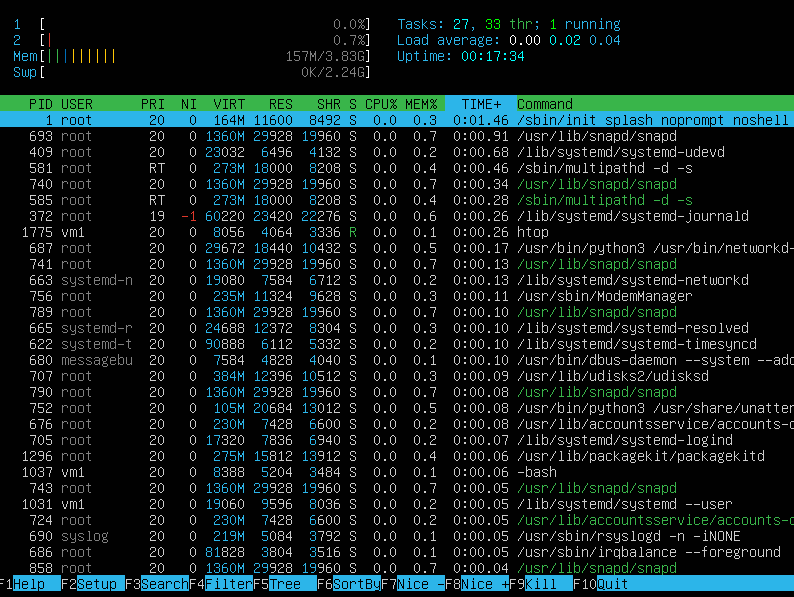 1 [ 0.0%] Tasks: 27, 33 thr; 1 running
2 [| 0.7%] Load average: 0.00 0.02 0.04
Mem[||||||||| 157M/3.83G] Uptime: 00:17:34
Swp[ 0K/2.24G]
PID USER PRI NI VIRT RES SHR S CPU% MEM% TIME+ Command
1 root 20 0 164M 11600 8492 S 0.0 0.3 0:01.46 /sbin/init splash noprompt noshell
693 root 20 0 1360M 29928 19960 S 0.0 0.7 0:00.91 /usr/lib/snapd/snapd
409 root 20 0 23032 6496 4132 S 0.0 0.2 0:00.68 /lib/systemd/systemd-udevd
581 root RT 0 273M 18000 8208 S 0.0 0.4 0:00.46 /sbin/multipathd -d -s
740 root 20 0 1360M 29928 19960 S 0.0 0.7 0:00.34 /usr/lib/snapd/snapd
585 root RT 0 273M 18000 8208 S 0.0 0.4 0:00.28 /sbin/multipathd -d -s
372 root 19 -1 60220 23420 22276 S 0.0 0.6 0:00.26 /lib/systemd/systemd-journald
1775 vm1 20 0 8056 4064 3336 R 0.0 0.1 0:00.26 htop
687 root 20 0 29672 18440 10432 S 0.0 0.5 0:00.17 /usr/bin/python3 /usr/bin/networkd-
741 root 20 0 1360M 29928 19960 S 0.0 0.7 0:00.13 /usr/lib/snapd/snapd
663 systemd-n 20 0 19080 7584 6712 S 0.0 0.2 0:00.13 /lib/systemd/systemd-networkd
756 root 20 0 235M 11324 9628 S 0.0 0.3 0:00.11 /usr/sbin/ModemManager
789 root 20 0 1360M 29928 19960 S 0.0 0.7 0:00.10 /usr/lib/snapd/snapd
665 systemd-r 20 0 24688 12372 8304 S 0.0 0.3 0:00.10 /lib/systemd/systemd-resolved
622 systemd-t 20 0 90888 6112 5332 S 0.0 0.2 0:00.10 /lib/systemd/systemd-timesyncd
680 messagebu 20 0 7584 4828 4040 S 0.0 0.1 0:00.10 /usr/bin/dbus-daemon --system --add
707 root 20 0 384M 12396 10512 S 0.0 0.3 0:00.09 /usr/lib/udisks2/udisksd
790 root 20 0 1360M 29928 19960 S 0.0 0.7 0:00.08 /usr/lib/snapd/snapd
752 root 20 0 105M 20684 13012 S 0.0 0.5 0:00.08 /usr/bin/python3 /usr/share/unatten
676 root 20 0 230M 7428 6600 S 0.0 0.2 0:00.08 /usr/lib/accountsservice/accounts-d
705 root 20 0 17320 7836 6940 S 0.0 0.2 0:00.07 /lib/systemd/systemd-logind
1296 root 20 0 275M 15812 13912 S 0.0 0.4 0:00.06 /usr/lib/packagekit/packagekitd
1037 vm1 20 0 8388 5204 3484 S 0.0 0.1 0:00.06 -bash
743 root 20 0 1360M 29928 19960 S 0.0 0.7 0:00.05 /usr/lib/snapd/snapd
1031 vm1 20 0 19060 9596 8036 S 0.0 0.2 0:00.05 /lib/systemd/systemd --user
724 root 20 0 230M 7428 6600 S 0.0 0.2 0:00.05 /usr/lib/accountsservice/accounts-d
690 syslog 20 0 219M 5084 3792 S 0.0 0.1 0:00.05 /usr/sbin/rsyslogd -n -iNONE
686 root 20 0 81828 3804 3516 S 0.0 0.1 0:00.05 /usr/sbin/irqbalance --foreground
858 root 20 0 1360M 29928 19960 S 0.0 0.7 0:00.04 /usr/lib/snapd/snapd
F1Help F2Setup F3SearchF4FilterF5Tree F6SortByF7Nice -F8Nice +F9Kill F10Quit